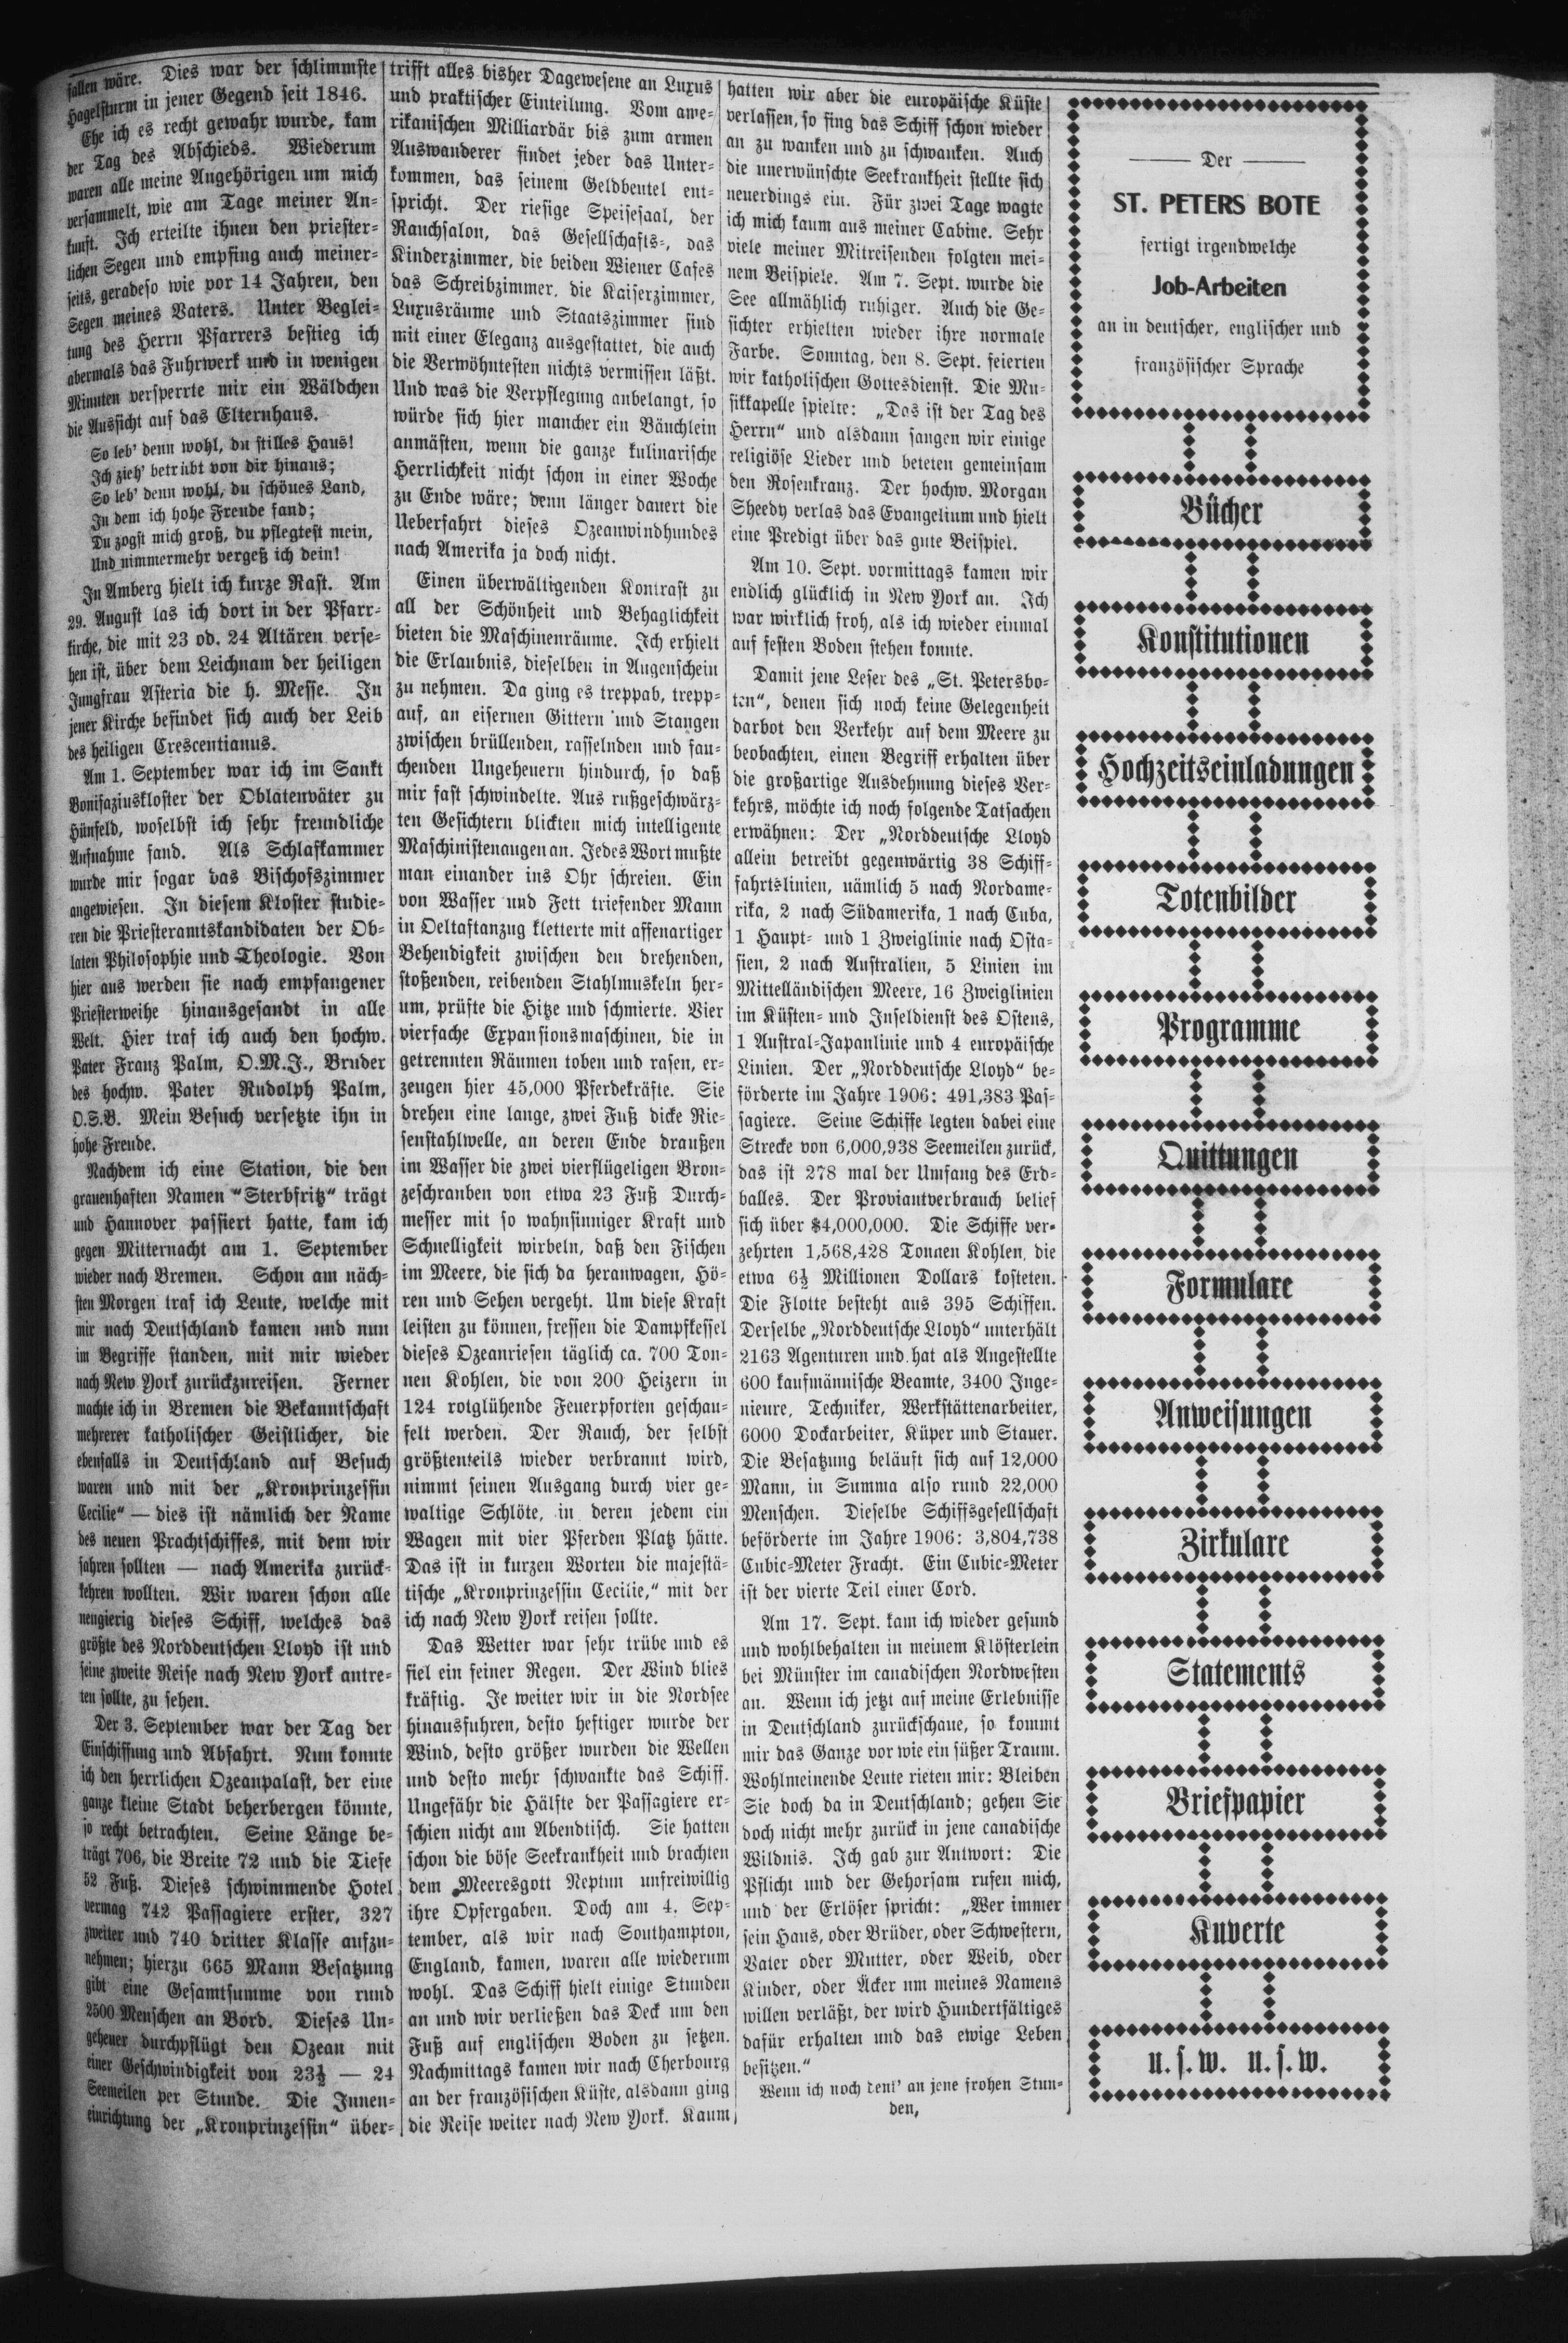 fallen wäre. Dies war der schlimmste
Hagelsturm in jener Gegend seit 1846.
Ehe ich es recht gewahr wurde, kam
der Tag des Abschieds. Wiederum
waren alle meine Angehörigen um mich
versammelt, wie am Tage meiner An-
kunft. Ich erteilte ihnen den priester-
lichen Segen und empfing auch meiner-
seits, geradeso wie vor 14 Jahren, den
Segen meines Vaters. Unter Beglei-
tung des Herrn Pfarrers bestieg ich
abermals das Fuhrwerk und in wenigen
Minuten versperrte mir ein Wäldchen
die Aussicht auf das Elternhaus.
So leb' denn wohl, du stilles Haus!
Ich zieh' betrübt von dir hinaus;
So leb' denn wohl, du schönes Land,
In dem ich hohe Freude fand;
Du zogst mich groß, du pflegtest mein,
Und nimmermehr vergeß ich dein!
In Amberg hielt ich kurze Rast. Am
29. August las ich dort in der Pfarr-
kirche, die mit 23 od. 24 Altären verse-
hen ist, über dem Leichnam der heiligen
Jungfrau Asteria die h. Messe. In
jener Kirche befindet sich auch der Leib
des heiligen Crescentianus.
Am 1. September war ich im Sankt
Bonifaziuskloster der Oblatenväter zu
Hünfeld, woselbst ich sehr freundliche
Aufnahme fand. Als Schlafkammer
wurde mir sogar das Bischofszimmer
angewiesen. In diesem Kloster studie-
ren die Priesteramtskandidaten der Ob-
laten Philosophie und Theologie. Von
hier aus werden sie nach empfangener
Priesterweihe hinausgesandt in alle
Welt. Hier traf ich auch den hochw.
Pater Franz Palm, O.M.J., Bruder
des hochw. Pater Rudolph Palm,
O.S.B. Mein Besuch versetzte ihn in
hohe Freude.
Nachdem ich eine Station, die den
grauenhaften Namen "Sterbfritz" trägt
und Hannover passiert hatte, kam ich
gegen Mitternacht am 1. September
wieder nach Bremen. Schon am näch-
sten Morgen traf ich Leute, welche mit
mir nach Deutschland kamen und nun
im Begriffe standen, mit mir wieder
nach New York zurückzureisen. Ferner
machte ich in Bremen die Bekanntschaft
mehrerer katholischer Geistlicher, die
ebenfalls in Deutschland auf Besuch
waren und mit der „Kronprinzessin
Cecilie“ — dies ist nämlich der Name
des neuen Prachtschiffes, mit dem wir
fahren sollten — nach Amerika zurück-
kehren wollten. Wir waren schon alle
neugierig dieses Schiff, welches das
größte des Norddeutschen Lloyd ist und
seine zweite Reise nach New York antre-
ten sollte, zu sehen.
Der 3. September war der Tag der
Einschiffung und Abfahrt. Nun konnte
ich den herrlichen Ozeanpalast, der eine
ganze kleine Stadt beherbergen könnte,
so recht betrachten. Seine Länge be-
trägt 706, die Breite 72 und die Tiefe
52 Fuß. Dieses schwimmende Hotel
vermag 742 Passagiere erster, 327
zweiter und 740 dritter Klasse aufzu-
nehmen; hierzu 665 Mann Besatzung
gibt eine Gesamtsumme von rund
2500 Menschen an Bord. Dieses Un-
geheuer durchpflügt den Ozean mit
einer Geschwindigkeit von 23½ — 24
Seemeilen per Stunde. Die Innen-
einrichtung der „Kronprinzessin“ über-
trifft alles bisher Dagewesene an Luxus
und praktischer Einteilung. Vom ame-
rikanischen Milliardär bis zum armen
Auswanderer findet jeder das Unter-
kommen, das seinem Geldbeutel ent-
spricht. Der riesige Speisesaal, der
Rauchsalon, das Gesellschafts-, das
Kinderzimmer, die beiden Wiener Cafes
das Schreibzimmer, die Kaiserzimmer,
Luxusräume und Staatszimmer sind
mit einer Eleganz ausgestattet, die auch
die Verwöhntesten nichts vermissen läßt.
Und was die Verpflegung anbelangt, so
würde sich hier mancher ein Bäuchlein
anmästen, wenn die ganze kulinarische
Herrlichkeit nicht schon in einer Woche
zu Ende wäre; denn länger dauert die
Ueberfahrt dieses Ozeanwindhundes
nach Amerika ja doch nicht.
Einen überwältigenden Kontrast zu
all der Schönheit und Behaglichkeit
bieten die Maschinenräume. Ich erhielt
die Erlaubnis, dieselben in Augenschein
zu nehmen. Da ging es treppab, trepp-
auf, an eisernen Gittern und Stangen
zwischen brüllenden, rasselnden und fau-
chenden Ungeheuern hindurch, so daß
mir fast schwindelte. Aus rußgeschwärz-
ten Gesichtern blickten mich intelligente
Maschinistenaugen an. Jedes Wort mußte
man einander ins Ohr schreien. Ein
von Wasser und Fett triefender Mann
in Oeltaftanzug kletterte mit affenartiger
Behendigkeit zwischen den drehenden,
stoßenden, reibenden Stahlmuskeln her-
um, prüfte die Hitze und schmierte. Vier
vierfache Expansionsmaschinen, die in
getrennten Räumen toben und rasen, er-
zeugen hier 45,000 Pferdekräfte. Sie
drehen eine lange, zwei Fuß dicke Rie-
senstahlwelle, an deren Ende draußen
im Wasser die zwei vierflügeligen Bron-
zeschrauben von etwa 23 Fuß Durch-
messer mit so wahnsinniger Kraft und
Schnelligkeit wirbeln, daß den Fischen
im Meere, die sich da heranwagen, Hö-
ren und Sehen vergeht. Um diese Kraft
leisten zu können, fressen die Dampfkessel
dieses Ozeanriesen täglich ca. 700 Ton-
nen Kohlen, die von 200 Heizern in
124 rotglühende Feuerpforten geschau-
felt werden. Der Rauch, der selbst
größtenteils wieder verbrannt wird,
nimmt seinen Ausgang durch vier ge-
waltige Schlöte, in deren jedem ein
Wagen mit vier Pferden Platz hätte.
Das ist in kurzen Worten die majestä-
tische „Kronprinzessin Cecilie,“ mit der
ich nach New York reisen sollte.
Das Wetter war sehr trübe und es
fiel ein feiner Regen. Der Wind blies
kräftig. Je weiter wir in die Nordsee
hinausfuhren, desto heftiger wurde der
Wind, desto größer wurden die Wellen
und desto mehr schwankte das Schiff.
Ungefähr die Hälfte der Passagiere er-
schien nicht am Abendtisch. Sie hatten
schon die böse Seekrankheit und brachten
dem Meeresgott Neptun unfreiwillig
ihre Opfergaben. Doch am 4. Sep-
tember, als wir nach Southampton,
England, kamen, waren alle wiederum
wohl. Das Schiff hielt einige Stunden
an und wir verließen das Deck um den
Fuß auf englischen Boden zu setzen.
Nachmittags kamen wir nach Cherbourg
an der französischen Küste, alsdann ging
die Reise weiter nach New York. Kaum
hatten wir aber die europäische Küste
verlassen, so fing das Schiff schon wieder
an zu wanken und zu schwanken. Auch
die unerwünschte Seekrankheit stellte sich
neuerdings ein. Für zwei Tage wagte
ich mich kaum aus meiner Cabine. Sehr
viele meiner Mitreisenden folgten mei-
nem Beispiele. Am 7. Sept. wurde die
See allmählich ruhiger. Auch die Ge-
sichter erhielten wieder ihre normale
Farbe. Sonntag, den 8. Sept. feierten
wir katholischen Gottesdienst. Die Mu-
sikkapelle spielte: „Das ist der Tag des
Herrn“ und alsdann sangen wir einige
religiöse Lieder und beteten gemeinsam
den Rosenkranz. Der hochw. Morgan
Sheedy verlas das Evangelium und hielt
eine Predigt über das gute Beispiel.
Am 10. Sept. vormittags kamen wir
endlich glücklich in New York an. Ich
war wirklich froh, als ich wieder einmal
auf festen Boden stehen konnte.
Damit jene Leser des „St. Petersbo-
ten“, denen sich noch keine Gelegenheit
darbot den Verkehr auf dem Meere zu
beobachten, einen Begriff erhalten über
die großartige Ausdehnung dieses Ver-
kehrs, möchte ich noch folgende Tatsachen
erwähnen: Der „Norddeutsche Lloyd
allein betreibt gegenwärtig 38 Schiff-
fahrtslinien, nämlich 5 nach Nordame-
rika, 2 nach Südamerika, 1 nach Cuba,
1 Haupt- und 1 Zweiglinie nach Osta-
sien, 2 nach Australien, 5 Linien im
Mittelländischen Meere, 16 Zweiglinien
im Küsten- und Inseldienst des Ostens,
1 Austral-Japanlinie und 4 europäische
Linien. Der „Norddeutsche Lloyd“ be-
förderte im Jahre 1906: 491,383 Pas-
sagiere. Seine Schiffe legten dabei eine
Strecke von 6,000,938 Seemeilen zurück,
das ist 278 mal der Umfang des Erd-
balles. Der Proviantverbrauch belief
sich über $4,000,000. Die Schiffe ver-
zehrten 1,568,428 Tonnen Kohlen, die
etwa 6½ Millionen Dollars kosteten.
Die Flotte besteht aus 395 Schiffen.
Derselbe „Norddeutsche Lloyd“ unterhält
2163 Agenturen und hat als Angestellte
600 kaufmännische Beamte, 3400 Inge-
nieure, Techniker, Werkstättenarbeiter,
6000 Dockarbeiter, Küper und Stauer.
Die Besatzung beläuft sich auf 12,000
Mann, in Summa also rund 22,000
Menschen. Dieselbe Schiffsgesellschaft
beförderte im Jahre 1906: 3,804,738
Cubic-Meter Fracht. Ein Cubic-Meter
ist der vierte Teil einer Cord.
Am 17. Sept. kam ich wieder gesund
und wohlbehalten in meinem Klösterlein
bei Münster im canadischen Nordwesten
an. Wenn ich jetzt auf meine Erlebnisse
in Deutschland zurückschaue, so kommt
mir das Ganze vor wie ein süßer Traum.
Wohlmeinende Leute rieten mir: Bleiben
Sie doch da in Deutschland; gehen Sie
doch nicht mehr zurück in jene canadische
Wildnis. Ich gab zur Antwort: Die
Pflicht und der Gehorsam rufen mich,
und der Erlöser spricht: „Wer immer
sein Haus, oder Brüder, oder Schwestern,
Vater oder Mutter, oder Weib, oder
Kinder, oder Äcker um meines Namens
willen verläßt, der wird Hundertfältiges
dafür erhalten und das ewige Leben
besitzen.“
Wenn ich noch denk' an jene frohen Stun-
den,
Der
ST. PETERS BOTE
fertigt irgendwelche
Job-Arbeiten
an in deutscher, englischer und
französischer Sprache
Bücher
Konstitutionen
Hochzeitseinladungen
Totenbilder
Programme
Quittungen
Formulare
Anweisungen
Zirkulare
Statements
Briefpapier
Kuverte
u. s. w. u. s. w.